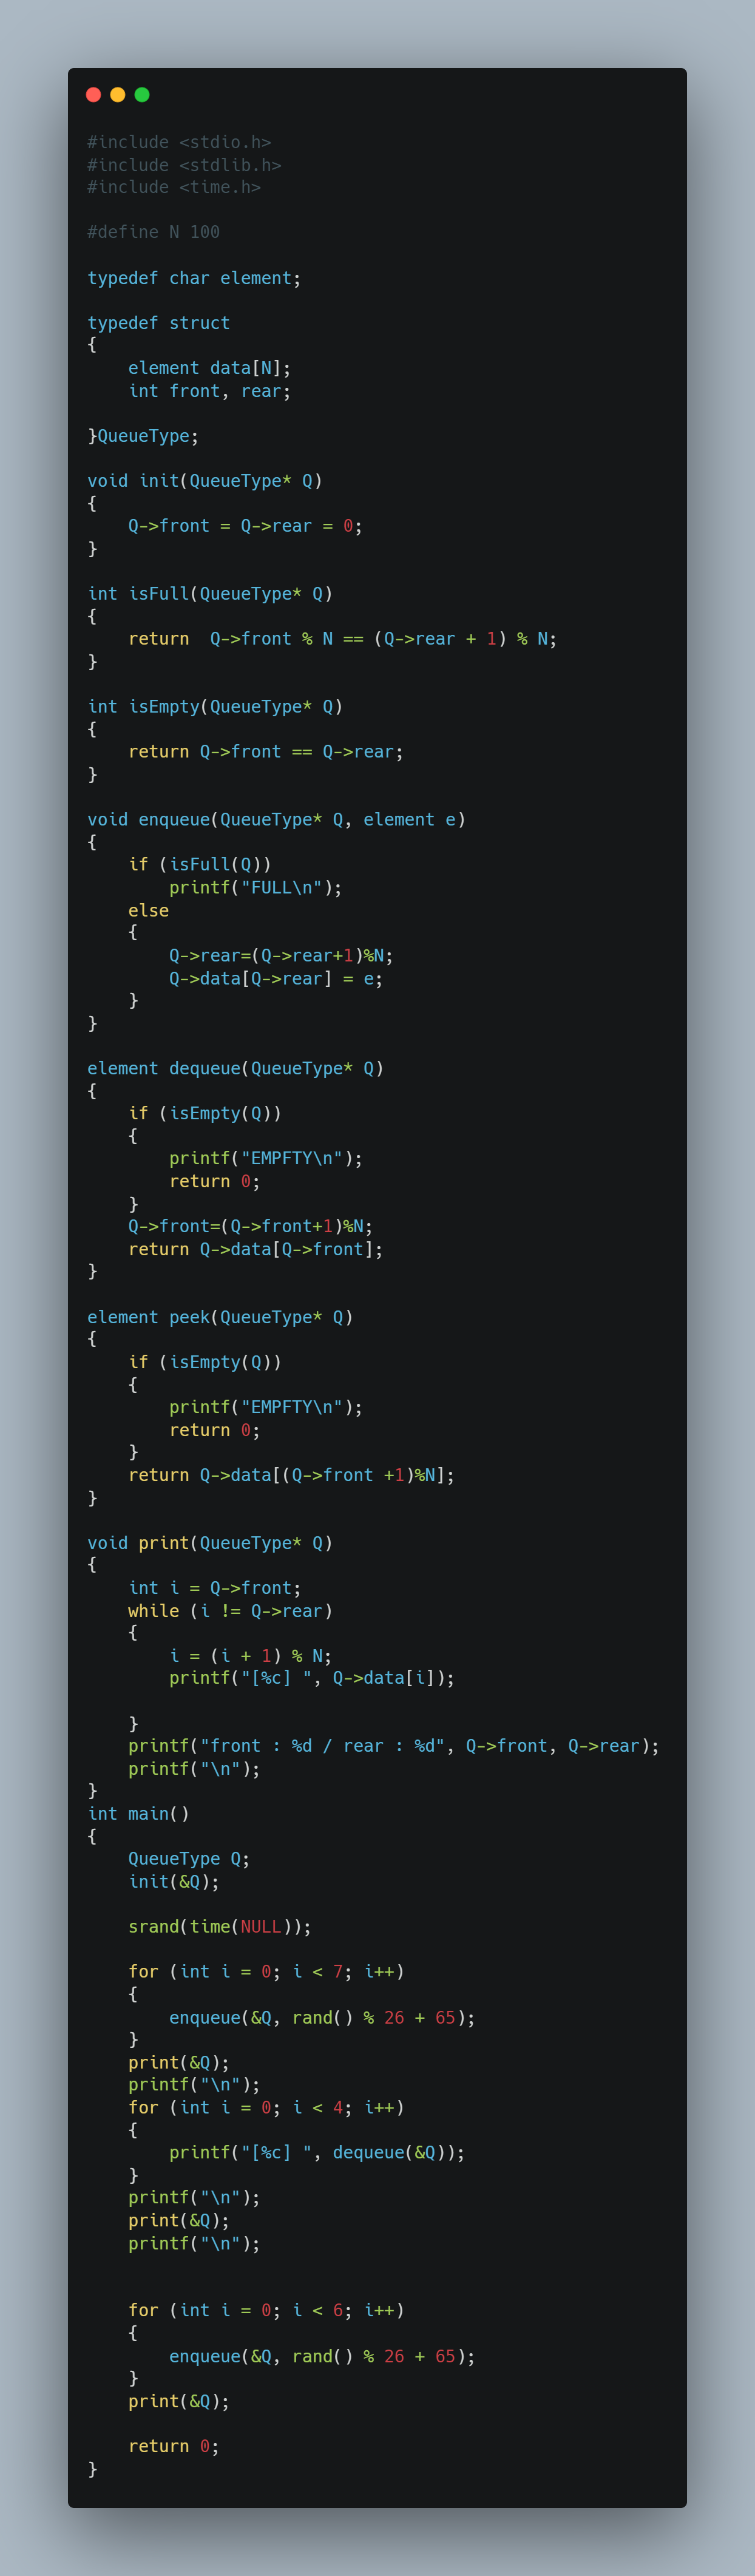 #include <stdio.h>
#include <stdlib.h>
#include <time.h>

#define N 100

typedef char element;

typedef struct
{
    element data[N];
    int front, rear;

}QueueType;

void init(QueueType* Q)
{
    Q->front = Q->rear = 0;
}

int isFull(QueueType* Q)
{
    return  Q->front % N == (Q->rear + 1) % N;
}

int isEmpty(QueueType* Q)
{
    return Q->front == Q->rear;
}

void enqueue(QueueType* Q, element e)
{
    if (isFull(Q))
        printf("FULL\n");
    else
    {
        Q->rear=(Q->rear+1)%N;
        Q->data[Q->rear] = e;
    }
}

element dequeue(QueueType* Q)
{
    if (isEmpty(Q))
    {
        printf("EMPFTY\n");
        return 0;
    }
    Q->front=(Q->front+1)%N;
    return Q->data[Q->front];
}

element peek(QueueType* Q)
{
    if (isEmpty(Q))
    {
        printf("EMPFTY\n");
        return 0;
    }
    return Q->data[(Q->front +1)%N];
}

void print(QueueType* Q)
{
    int i = Q->front;
    while (i != Q->rear)
    {
        i = (i + 1) % N;
        printf("[%c] ", Q->data[i]);

    }
    printf("front : %d / rear : %d", Q->front, Q->rear);
    printf("\n");
}
int main()
{
    QueueType Q;
    init(&Q);

    srand(time(NULL));

    for (int i = 0; i < 7; i++)
    {
        enqueue(&Q, rand() % 26 + 65);
    }
    print(&Q);
    printf("\n");
    for (int i = 0; i < 4; i++)
    {
        printf("[%c] ", dequeue(&Q));
    }
    printf("\n");
    print(&Q);
    printf("\n");


    for (int i = 0; i < 6; i++)
    {
        enqueue(&Q, rand() % 26 + 65);
    }
    print(&Q);

    return 0;
}